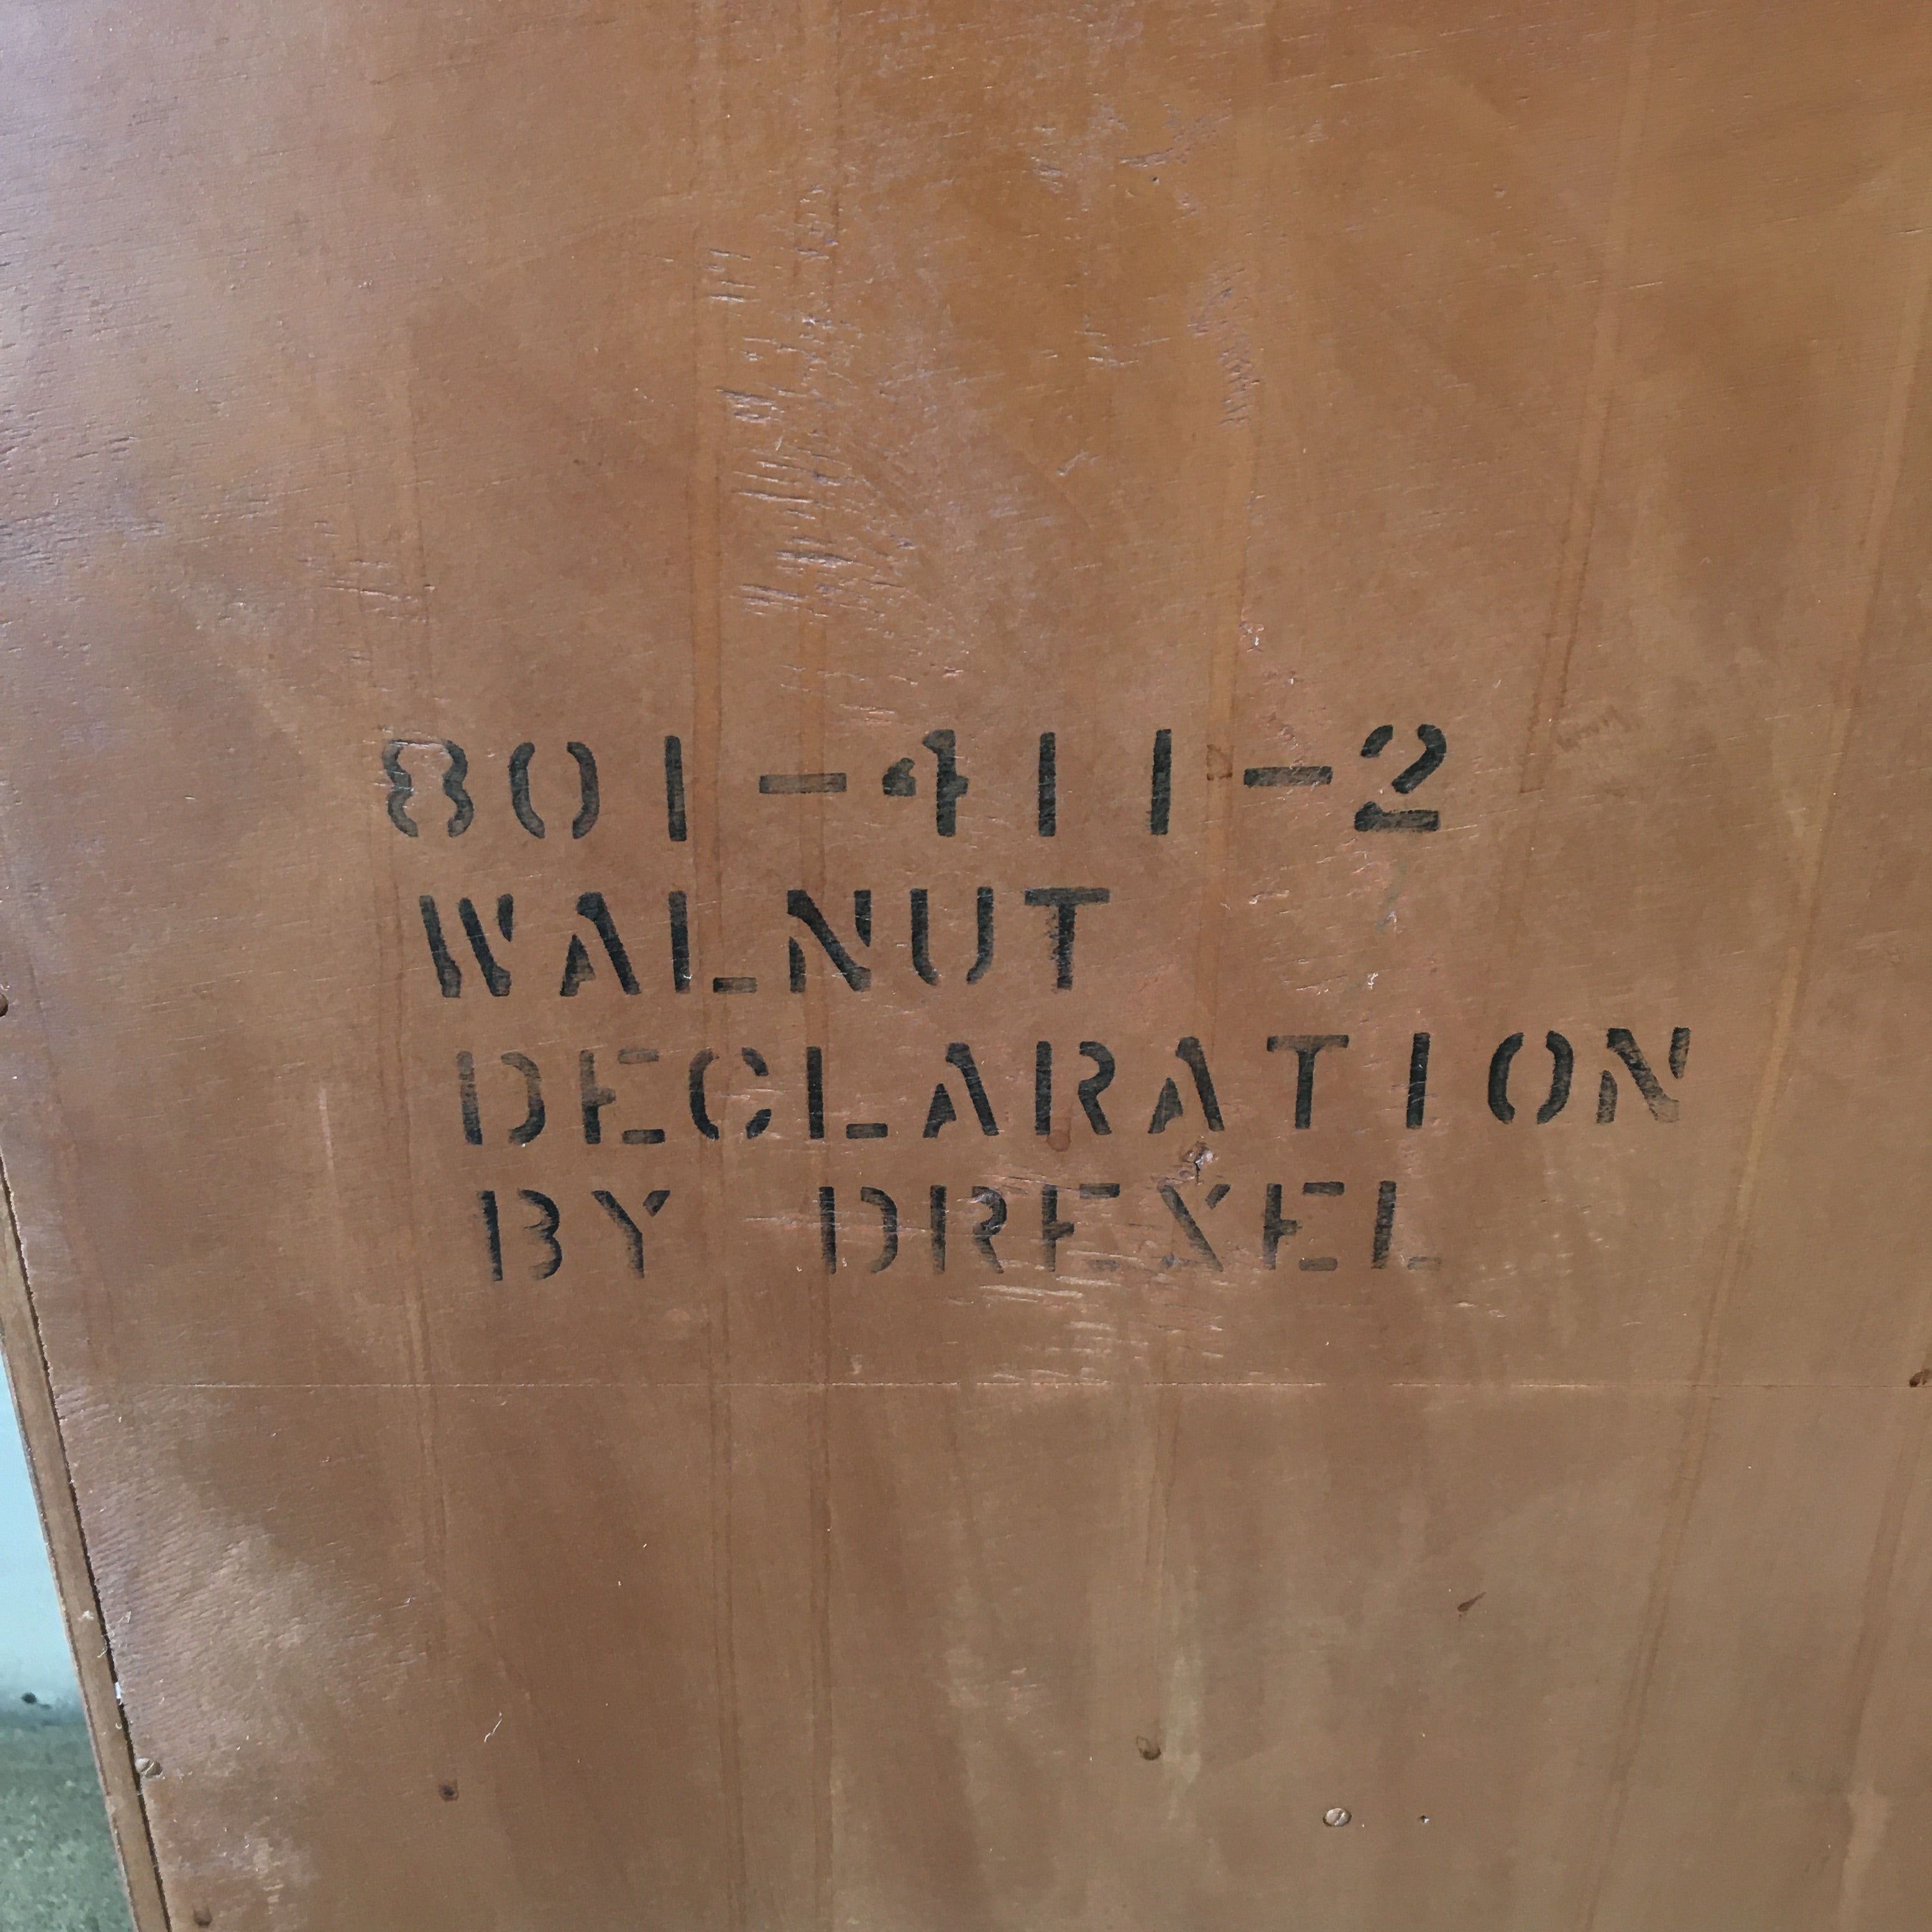 801-411-2
WALNUT
DECLARATION
BY DREXEL